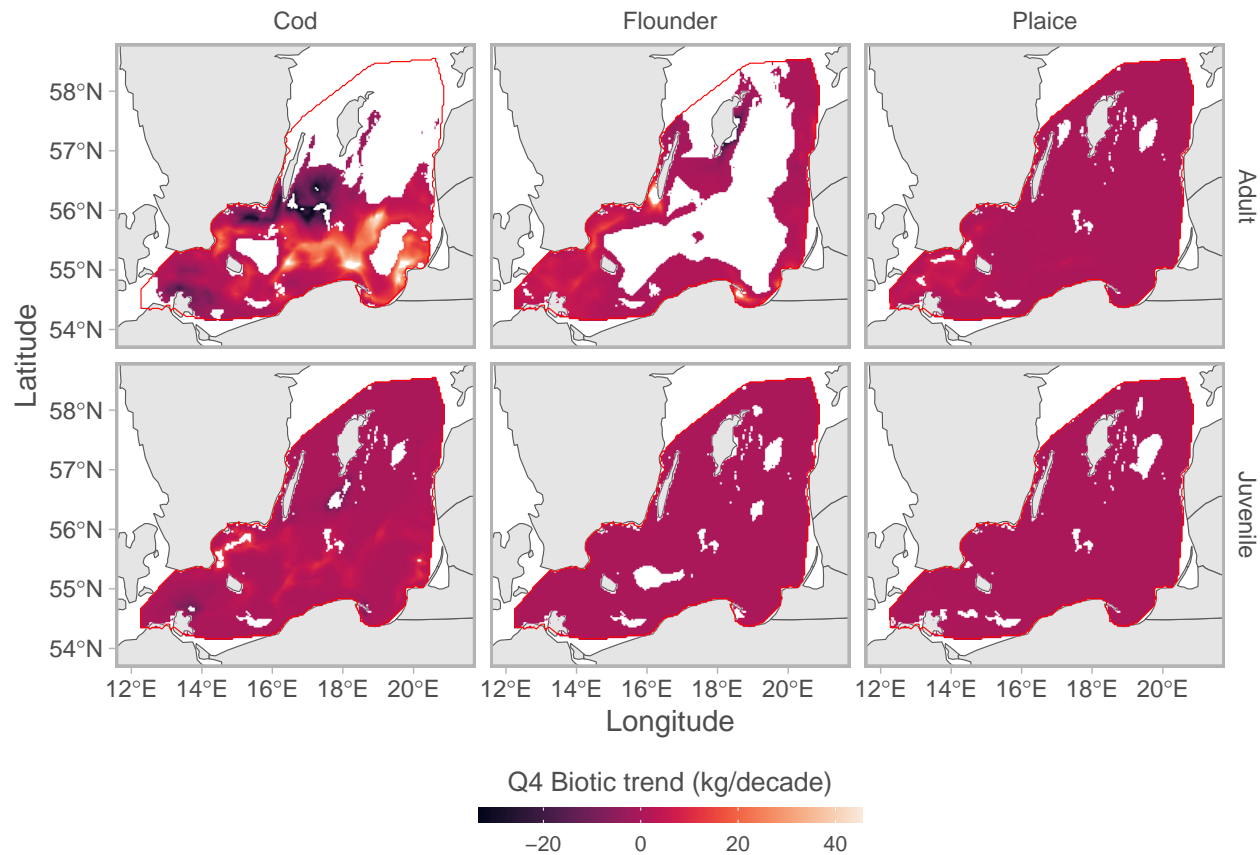 Cod Flounder Plaice
58°N
57°N
56°N
55°N
54°N
Adult
Latitude
58°N
57°N
56°N
55°N
54°N
Juvenile
12°E 14°E 16°E 18°E 20°E 12°E 14°E 16°E 18°E 20°E 12°E 14°E 16°E 18°E 20°E
Longitude
Q4 Biotic trend (kg/decade)
−20 0 20 40